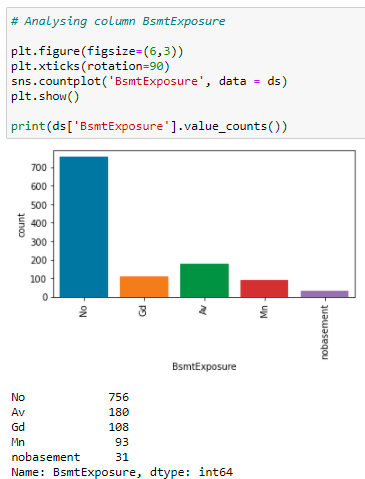 # Analysing column BsmtExposure
plt.figure(figsize=(6,3))
plt.xticks(rotation=90)
sns.countplot('BsmtExposure', data = ds)
plt.show()
print(ds['BsmtExposure'].value_counts())
700
600
500
400
300
200
100
0
count
No
Gd
Av
Mn
nobasement
BsmtExposure
No 756
Av 180
Gd 108
Mn 93
nobasement 31
Name: BsmtExposure, dtype: int64